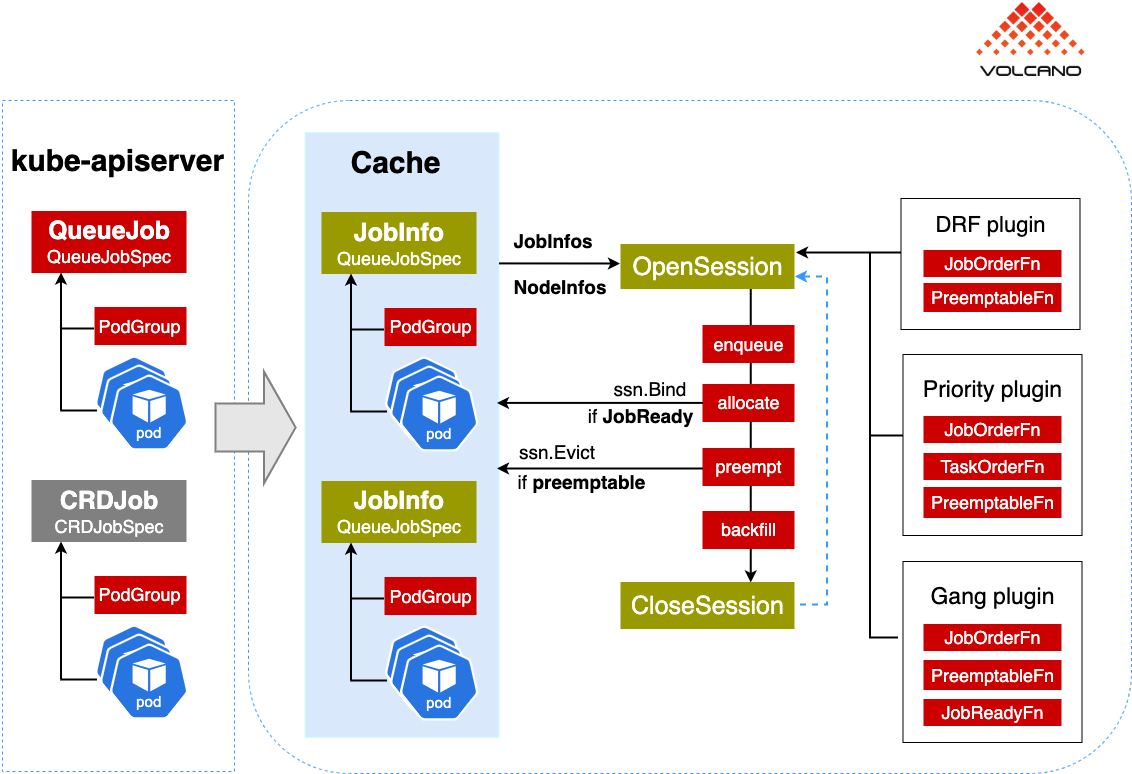 VOLCANO
kube-apiserver
QueueJob
QueueJobSpec
PodGroup
pod
CRDJob
CRDJobSpec
PodGroup
pod
Cache
JobInfo
QueueJobSpec
PodGroup
pod
JobInfo
QueueJobSpec
PodGroup
pod
JobInfos
NodeInfos
OpenSession
enqueue
ssn.Bind
if JobReady
allocate
ssn.Evict
if preemptable
preempt
backfill
CloseSession
DRF plugin
JobOrderFn
PreemptableFn
Priority plugin
JobOrderFn
TaskOrderFn
PreemptableFn
Gang plugin
JobOrderFn
PreemptableFn
JobReadyFn